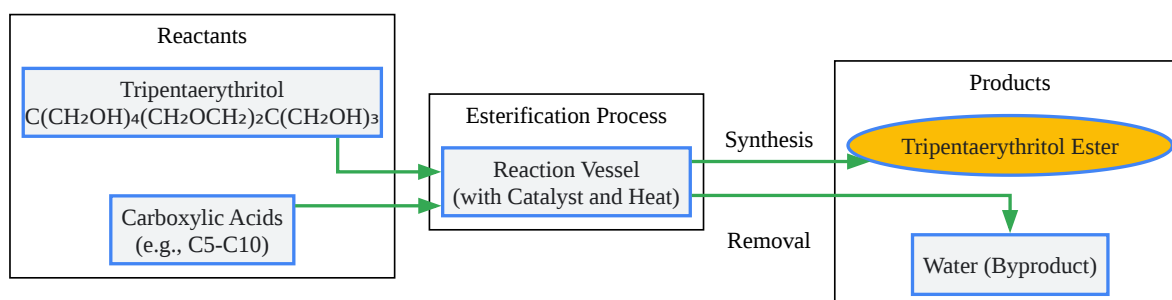 Reactants
Tripentaerythritol
C(CH₂OH)₄(CH₂OCH₂)₂C(CH₂OH)₃
Carboxylic Acids
(e.g., C5-C10)
Esterification Process
Reaction Vessel
(with Catalyst and Heat)
Synthesis
Removal
Products
Tripentaerythritol Ester
Water (Byproduct)